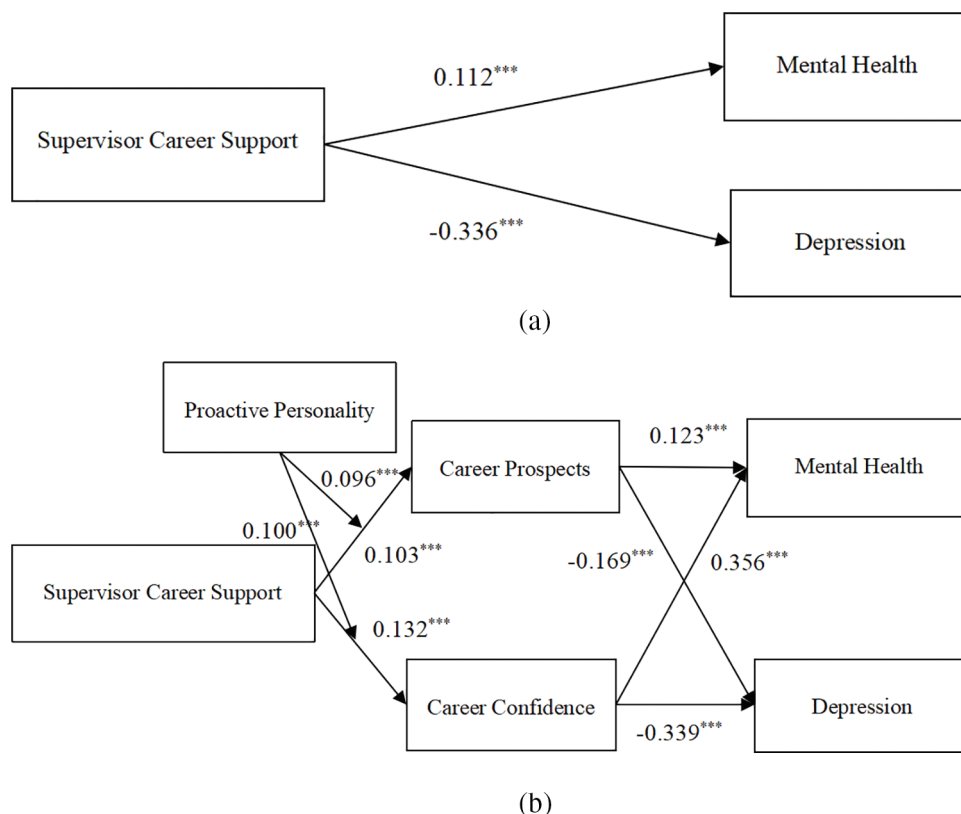 Mental Health
0.112***
Supervisor Career Support
-0.336***
Depression
(a)
Proactive Personality
0.123***
Career Prospects
Mental Health
0.096***
0.100***
0.103***
-0.169***
0.356***
Supervisor Career Support
0.132***
Career Confidence
Depression
-0.339***
(b)